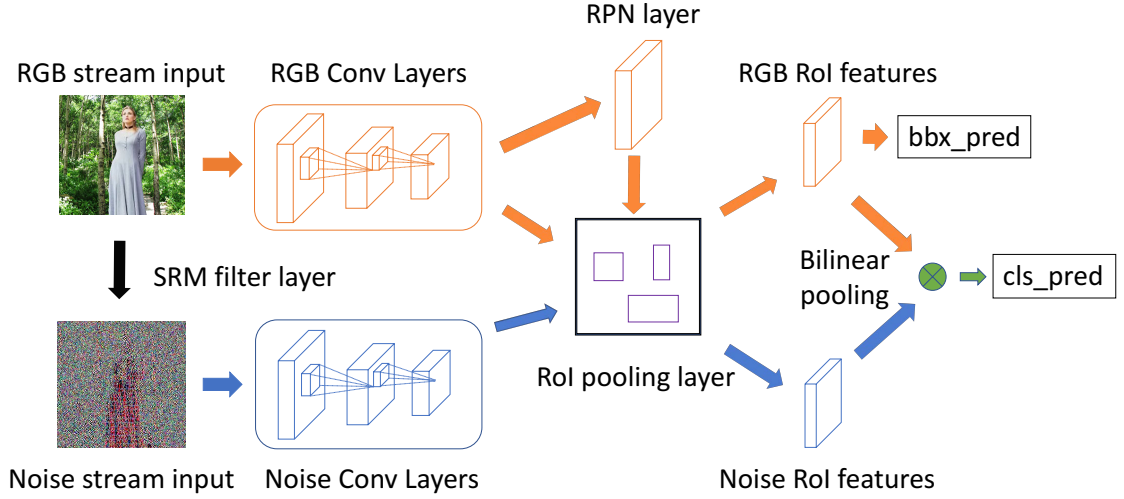 RPN layer
RGB stream input
RGB Conv Layers
RGB RoI features
bbx_pred
SRM filter layer
Bilinear
pooling
cls_pred
RoI pooling layer
Noise stream input
Noise Conv Layers
Noise RoI features